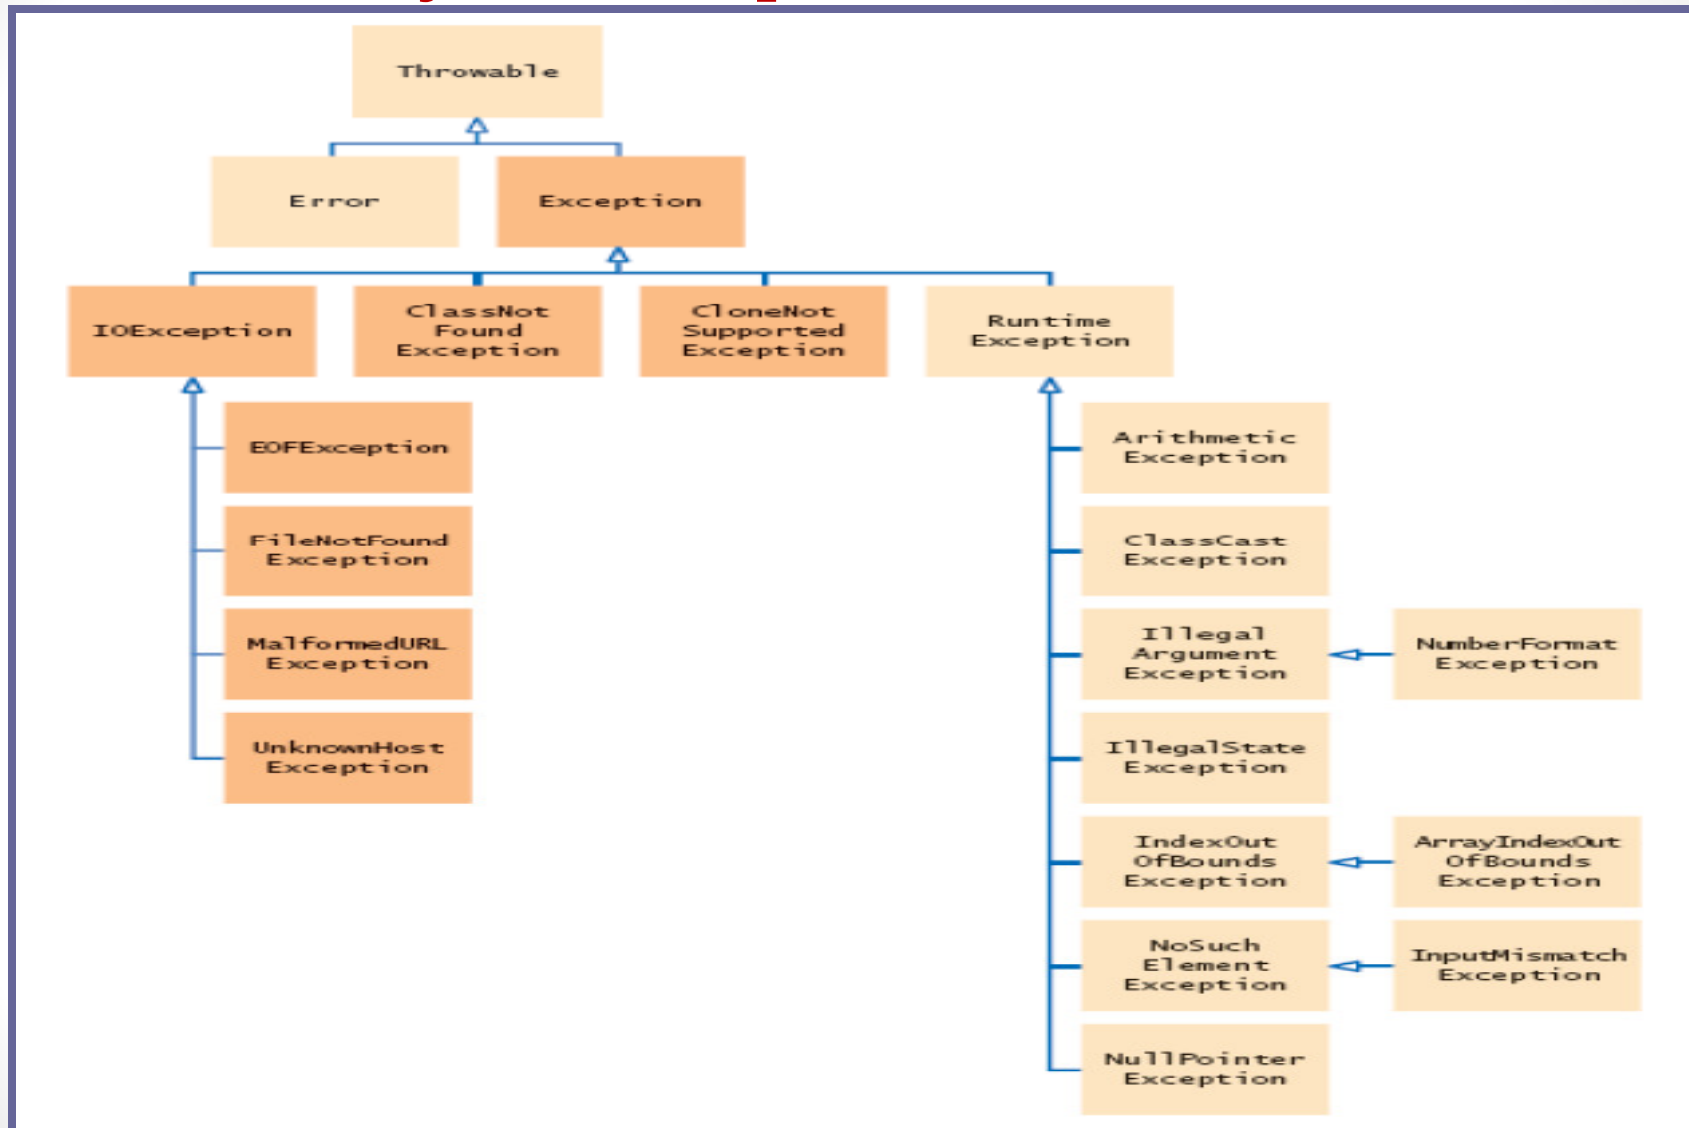 Throwable
Error
Exception
IOException
ClassNot
Found
Exception
CloneNot
Supported
Exception
Runtime
Exception
EOFException
FileNotFound
Exception
MalformedURL
Exception
UnknownHost
Exception
Arithmetic
Exception
ClassCast
Exception
Illegal
Argument
Exception
NumberFormat
Exception
IllegalState
Exception
IndexOut
OfBounds
Exception
ArrayIndexOut
OfBounds
Exception
NoSuch
Element
Exception
InputMismatch
Exception
NullPointer
Exception